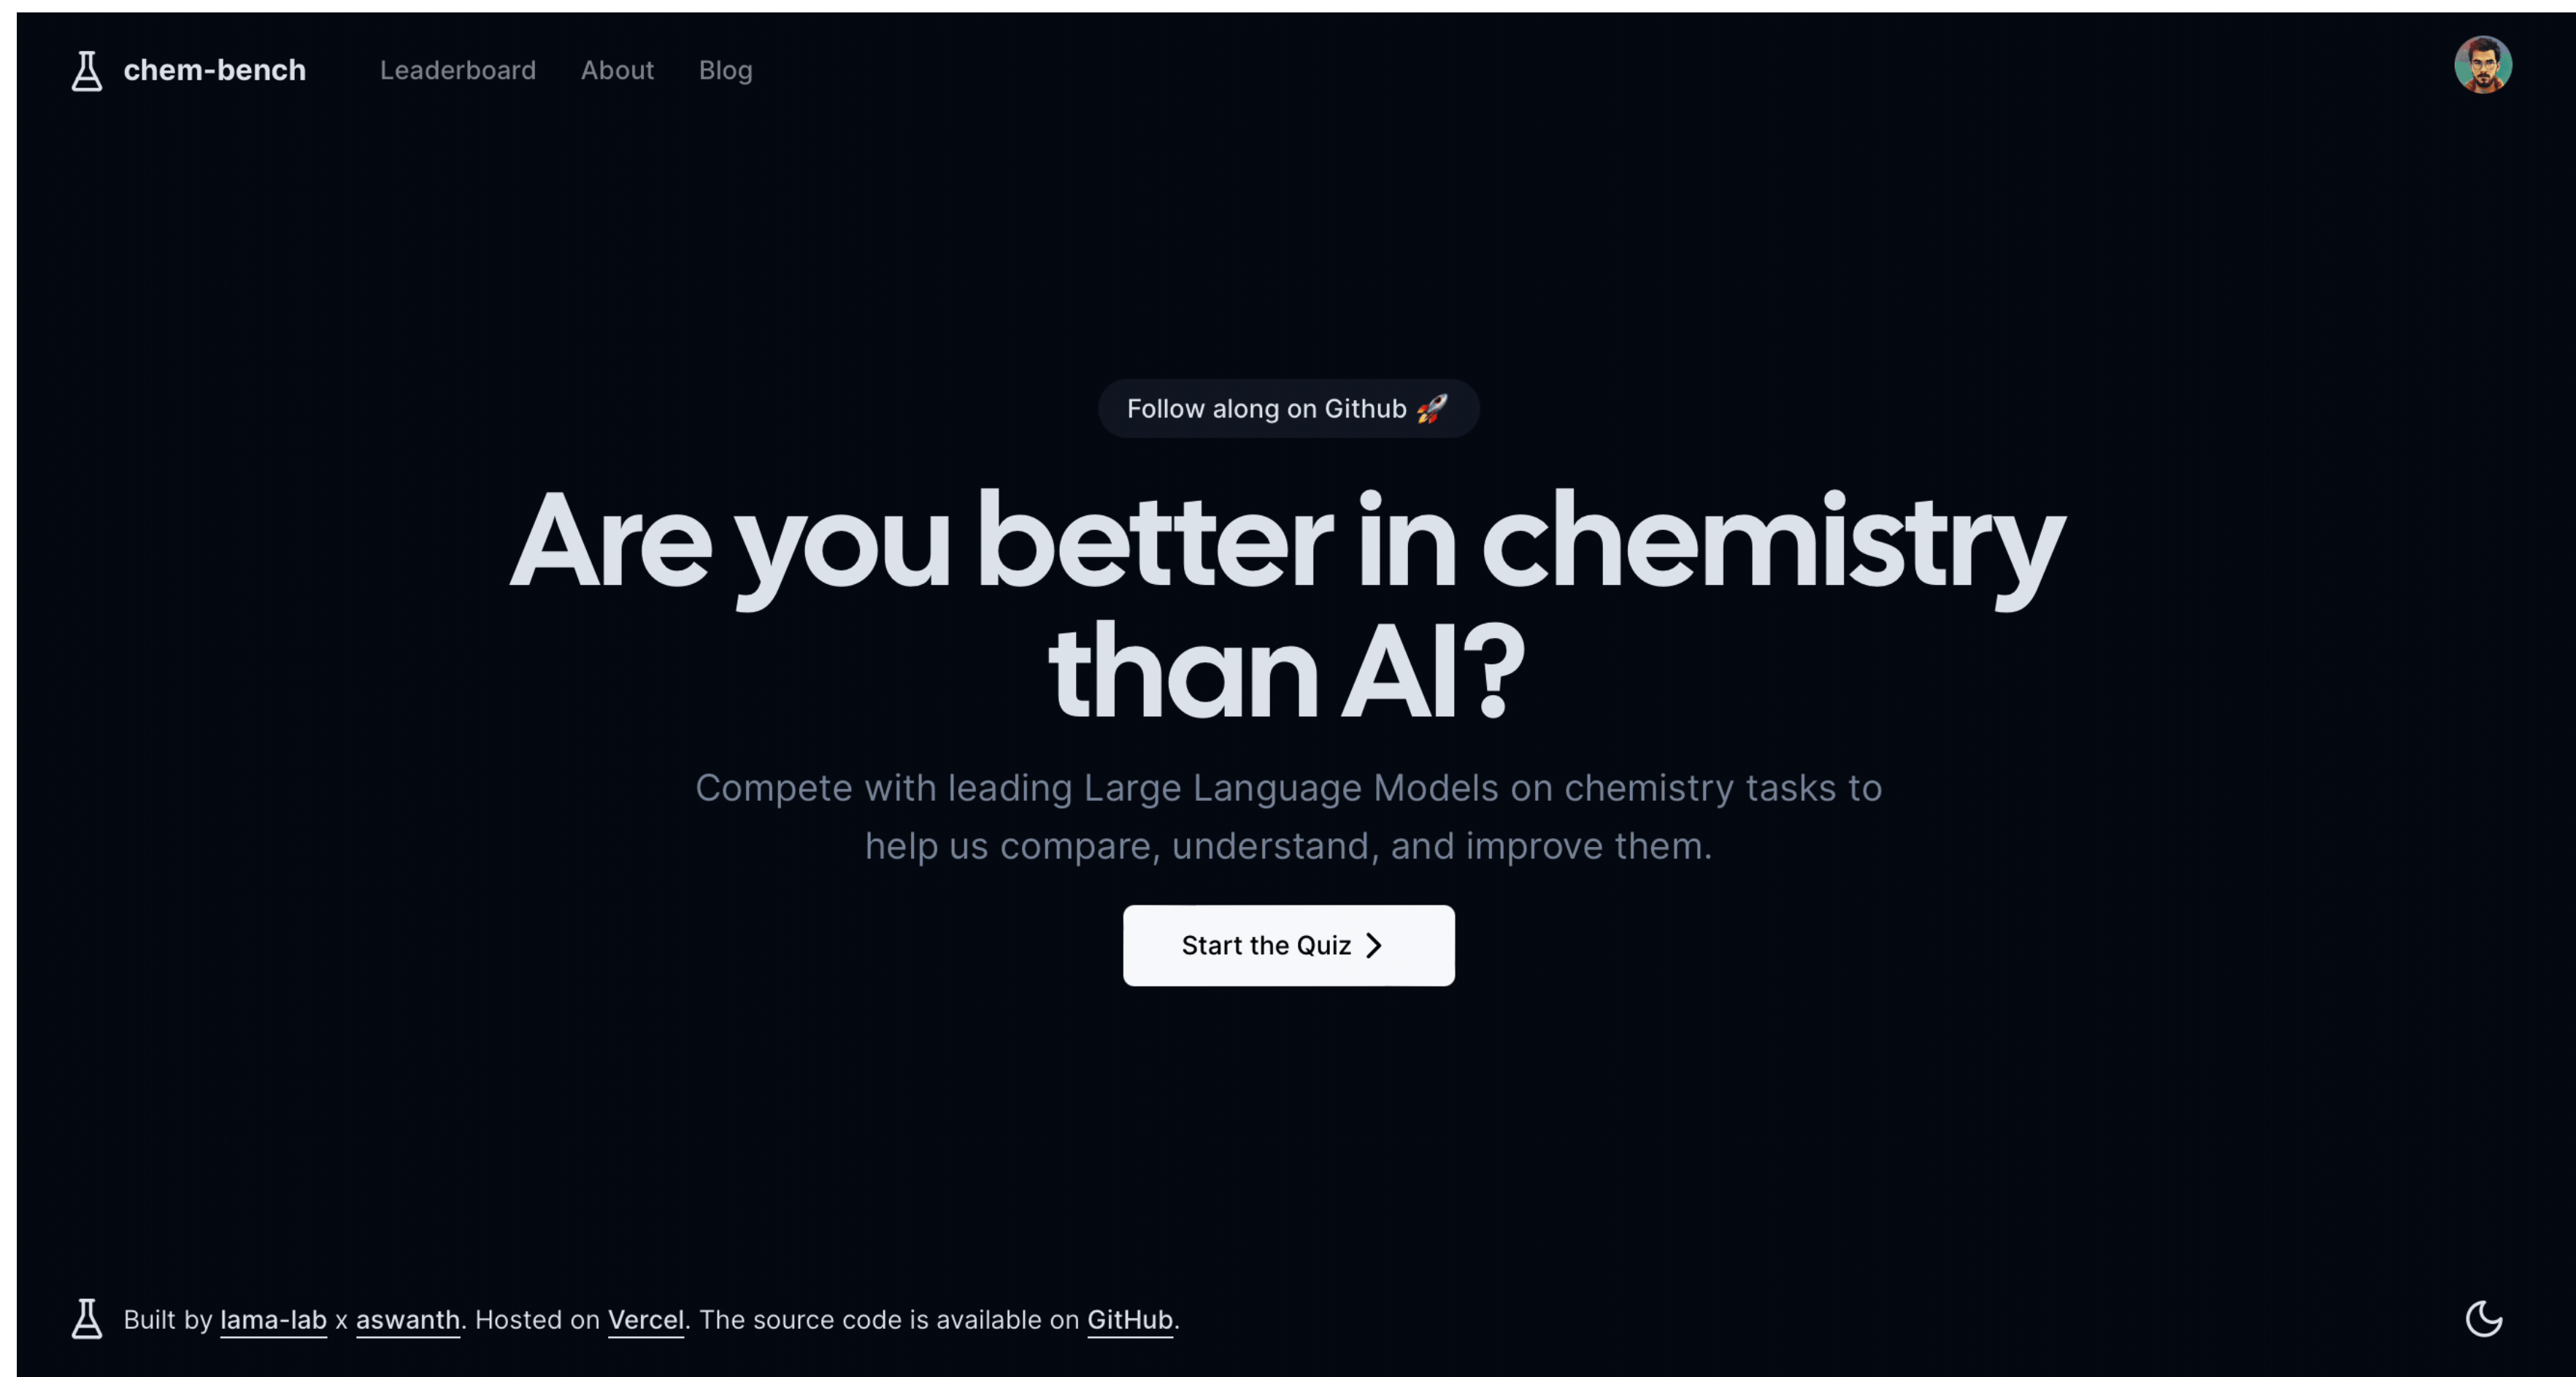 chem-bench Leaderboard About Blog
Follow along on Github 🚀
Are you better in chemistry
than AI?
Compete with leading Large Language Models on chemistry tasks to
help us compare, understand, and improve them.
Start the Quiz
Built by lama-lab x aswanth. Hosted on Vercel. The source code is available on GitHub.